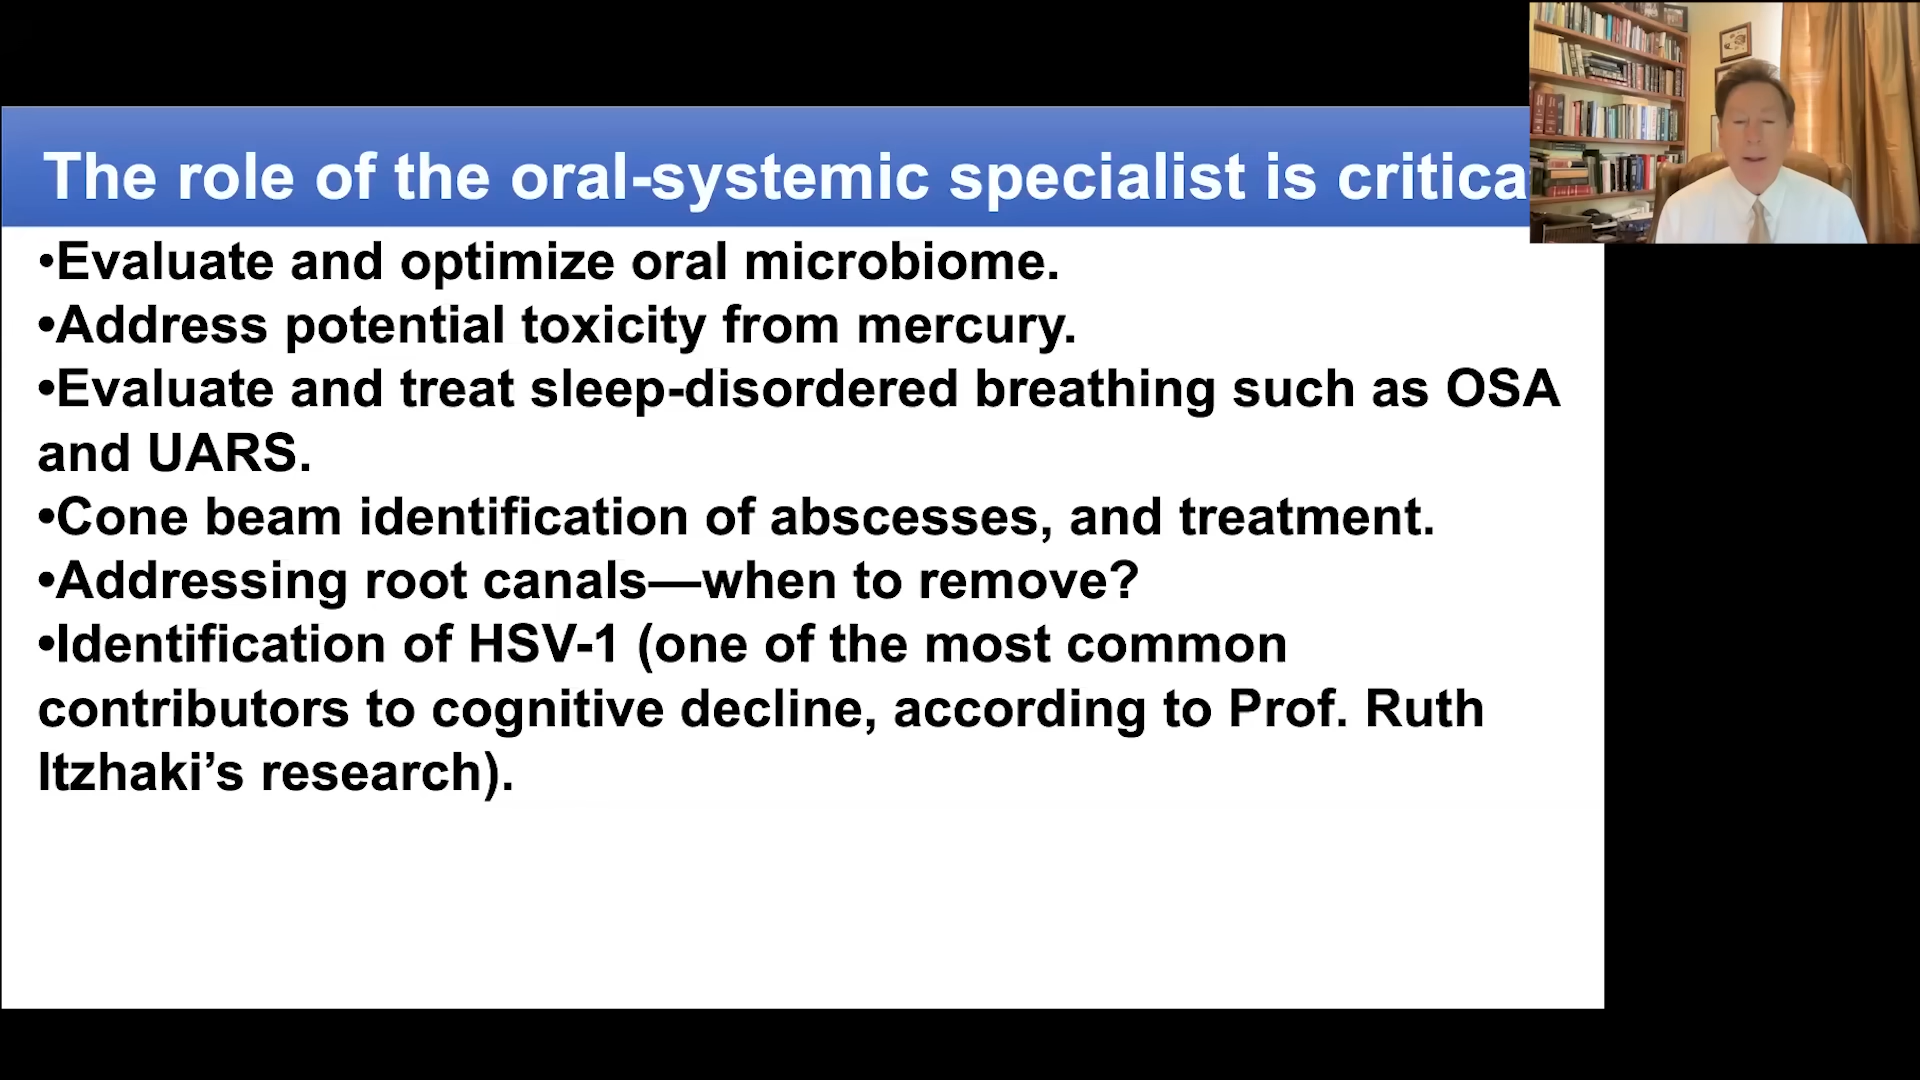 The role of the oral-systemic specialist is critica
•Evaluate and optimize oral microbiome.
•Address potential toxicity from mercury.
•Evaluate and treat sleep-disordered breathing such as OSA
and UARS.
•Cone beam identification of abscesses, and treatment.
•Addressing root canals—when to remove?
•Identification of HSV-1 (one of the most common
contributors to cognitive decline, according to Prof. Ruth
Itzhaki’s research).